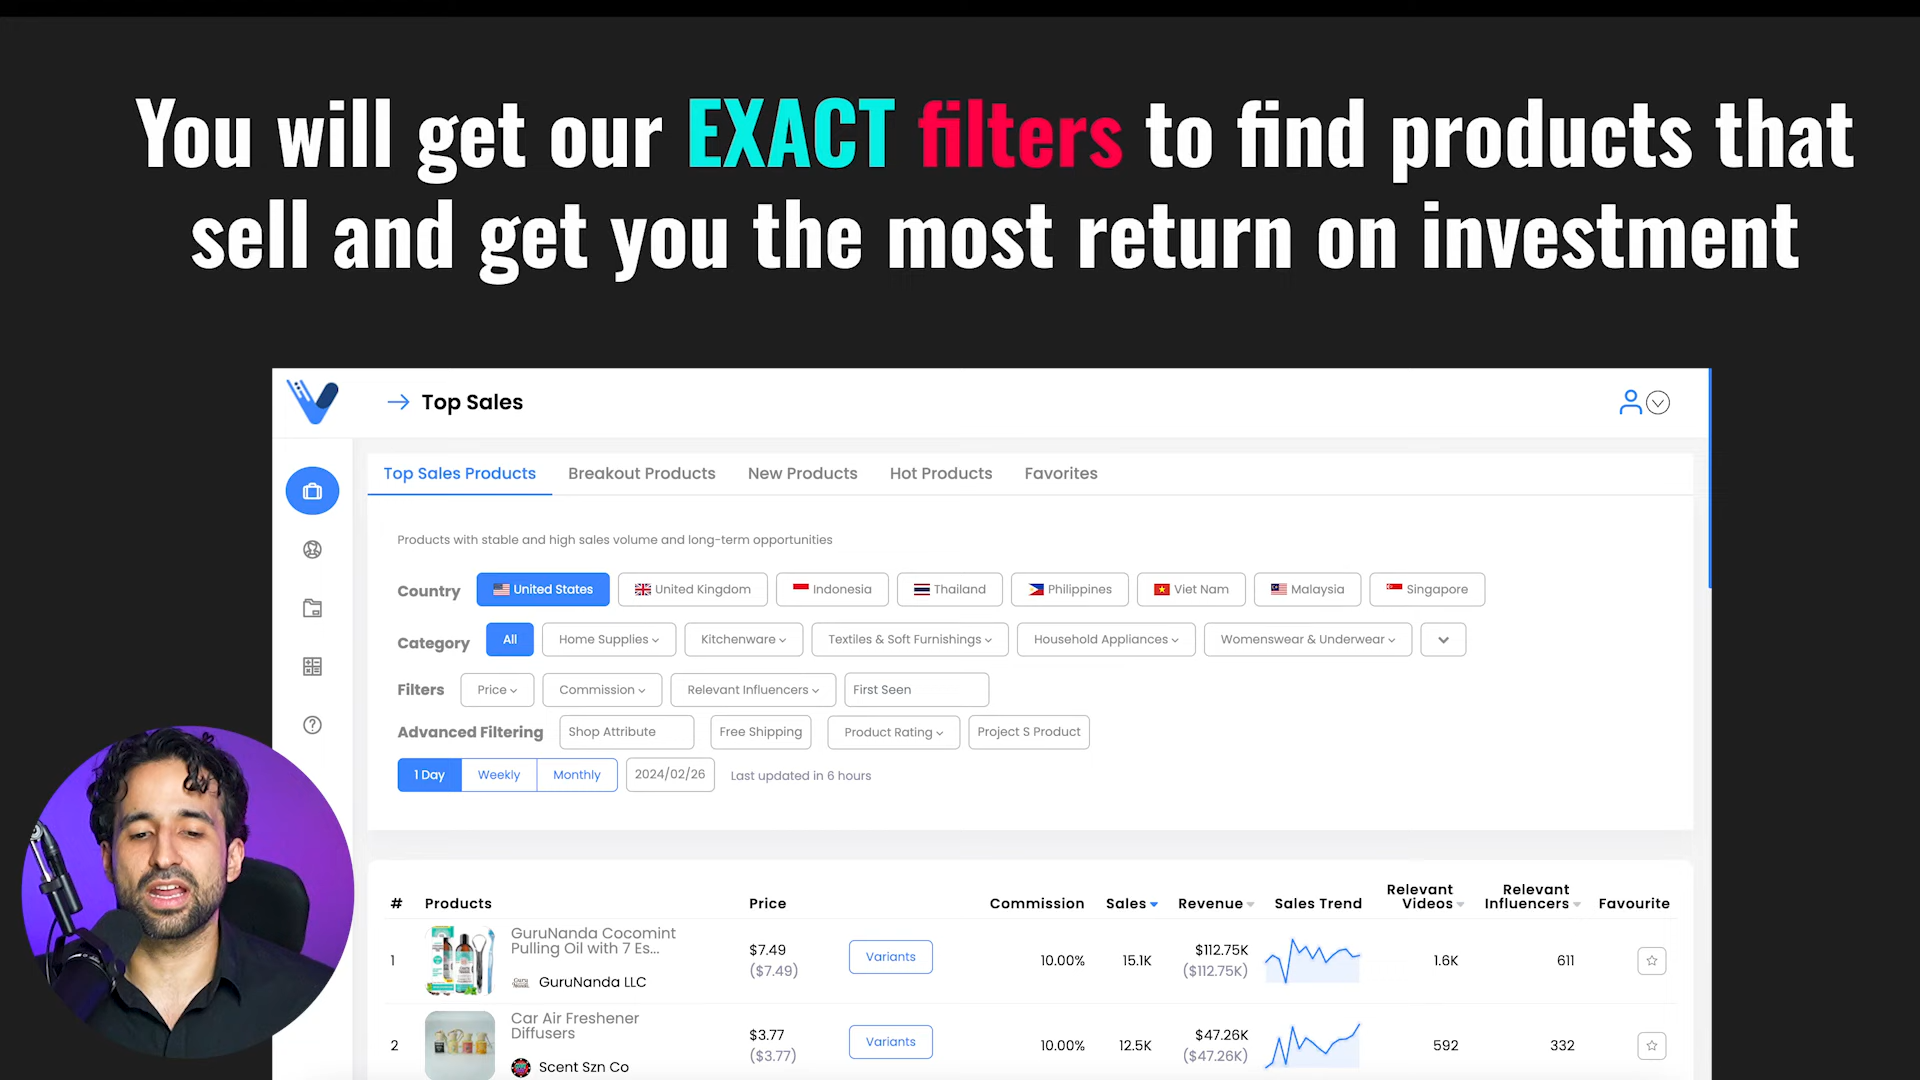 You will get our EXACT filters to find products that
sell and get you the most return on investment
Top Sales
Top Sales Products Breakout Products New Products Hot Products Favorites
Products with stable and high sales volume and long-term opportunities
Country United States United Kingdom Indonesia Thailand Philippines Viet Nam Malaysia Singapore
Category All Home Supplies Kitchenware Textiles & Soft Furnishings Household Appliances Womenswear & Underwear
Filters Price Commission Relevant Influencers First Seen
Advanced Filtering Shop Attribute Free Shipping Product Rating Project S Product
1 Day Weekly Monthly 2024/02/26 Last updated in 6 hours
# Products Price Commission Sales Revenue Sales Trend Relevant Videos Relevant Influencers Favourite
1 GuruNanda Cocomint
Pulling Oil with 7 Es...
GuruNanda LLC
$7.49
($7.49)
Variants
10.00%
15.1K
$112.75K
($112.75K)
1.6K
611
2 Car Air Freshener
Diffusers
Scent Szn Co
$3.77
($3.77)
Variants
10.00%
12.5K
$47.26K
($47.26K)
592
332